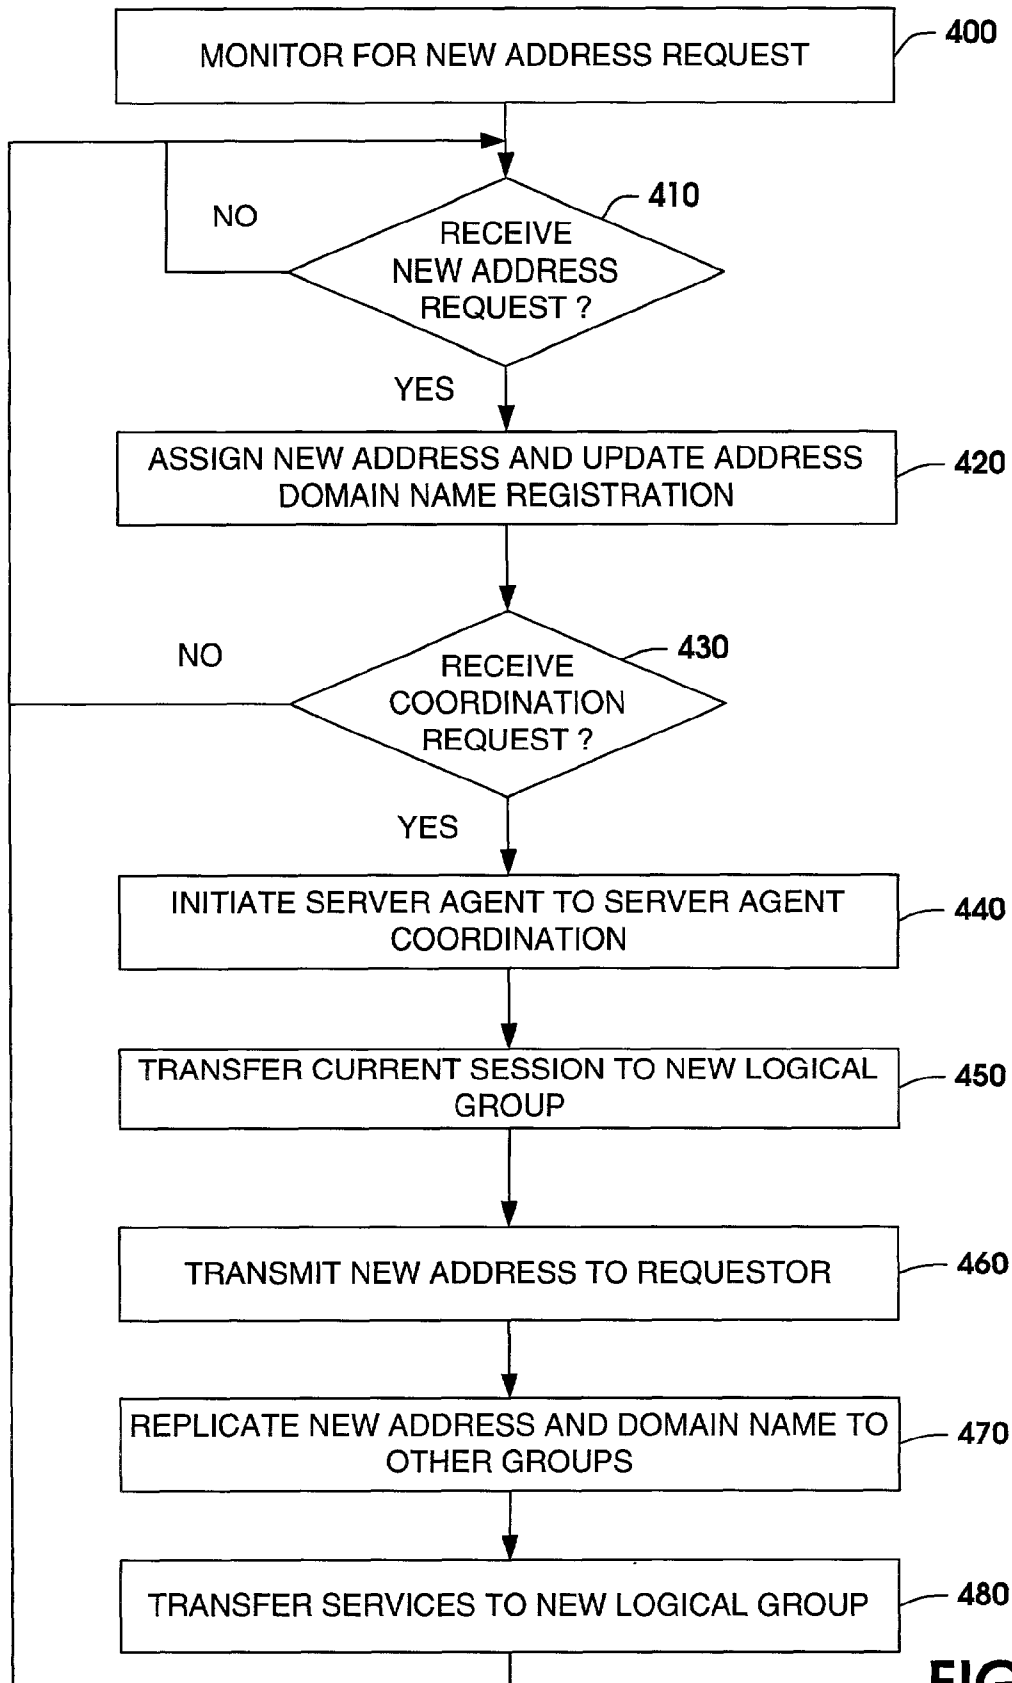 MONITOR FOR NEW ADDRESS REQUEST
400
NO
410
RECEIVE
NEW ADDRESS
REQUEST ?
YES
ASSIGN NEW ADDRESS AND UPDATE ADDRESS
DOMAIN NAME REGISTRATION
420
NO
430
RECEIVE
COORDINATION
REQUEST ?
YES
INITIATE SERVER AGENT TO SERVER AGENT
COORDINATION
440
TRANSFER CURRENT SESSION TO NEW LOGICAL
GROUP
450
TRANSMIT NEW ADDRESS TO REQUESTOR
460
REPLICATE NEW ADDRESS AND DOMAIN NAME TO
OTHER GROUPS
470
TRANSFER SERVICES TO NEW LOGICAL GROUP
480